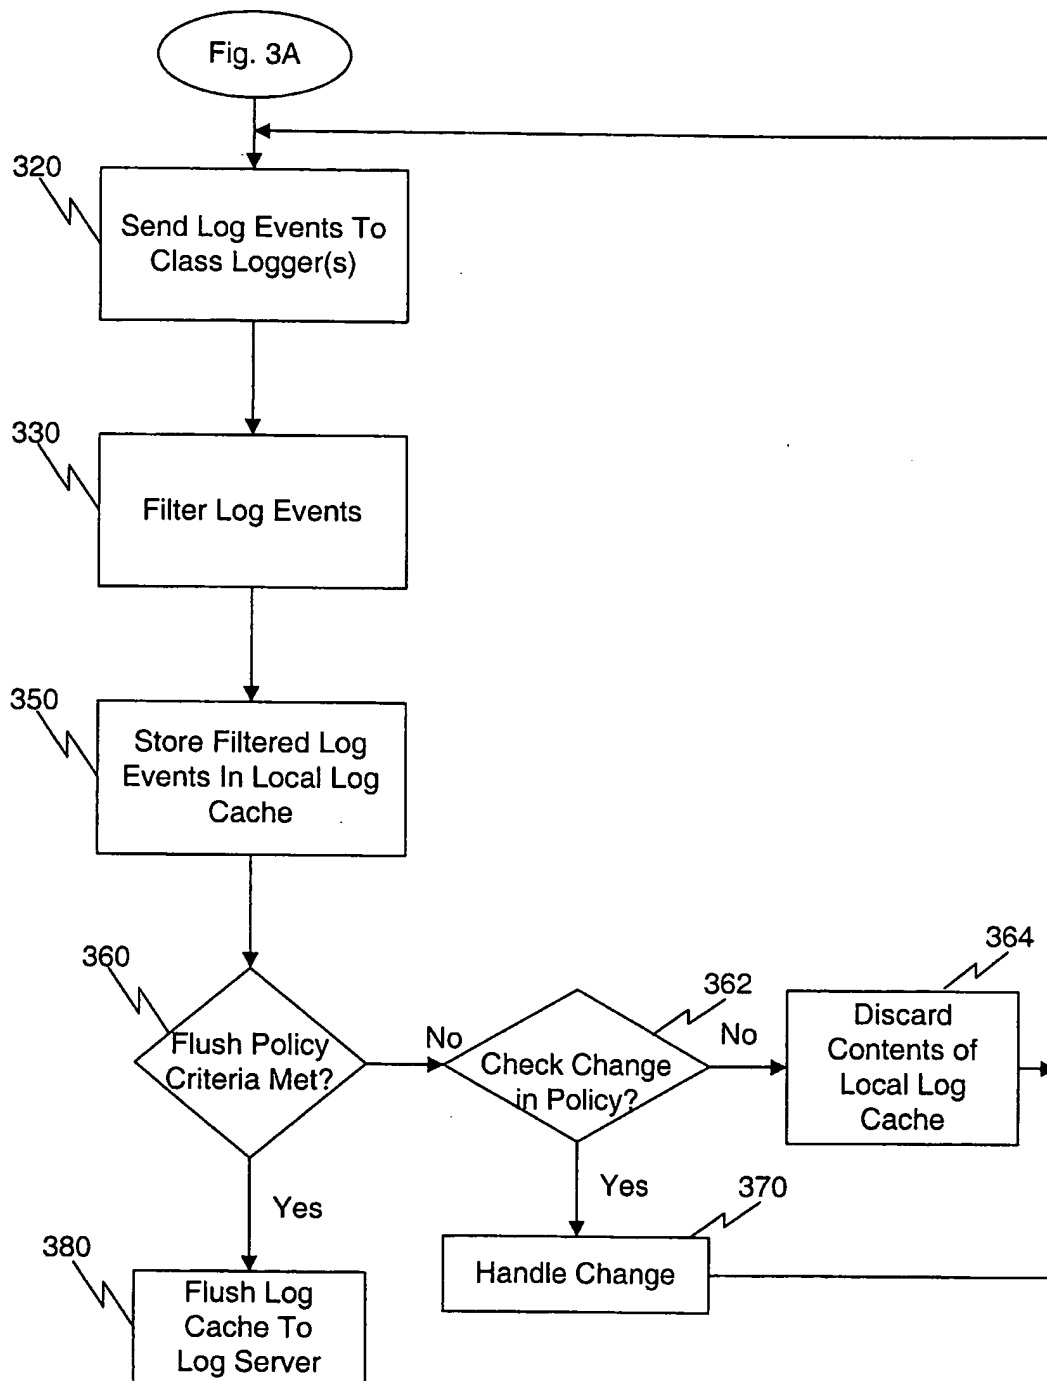 Fig. 3A
320
Send Log Events To
Class Logger(s)
330
Filter Log Events
350
Store Filtered Log
Events In Local Log
Cache
360
Flush Policy
Criteria Met?
No
362
Check Change
in Policy?
No
364
Discard
Contents of
Local Log
Cache
Yes
Yes
370
Handle Change
380
Flush Log
Cache To
Log Server